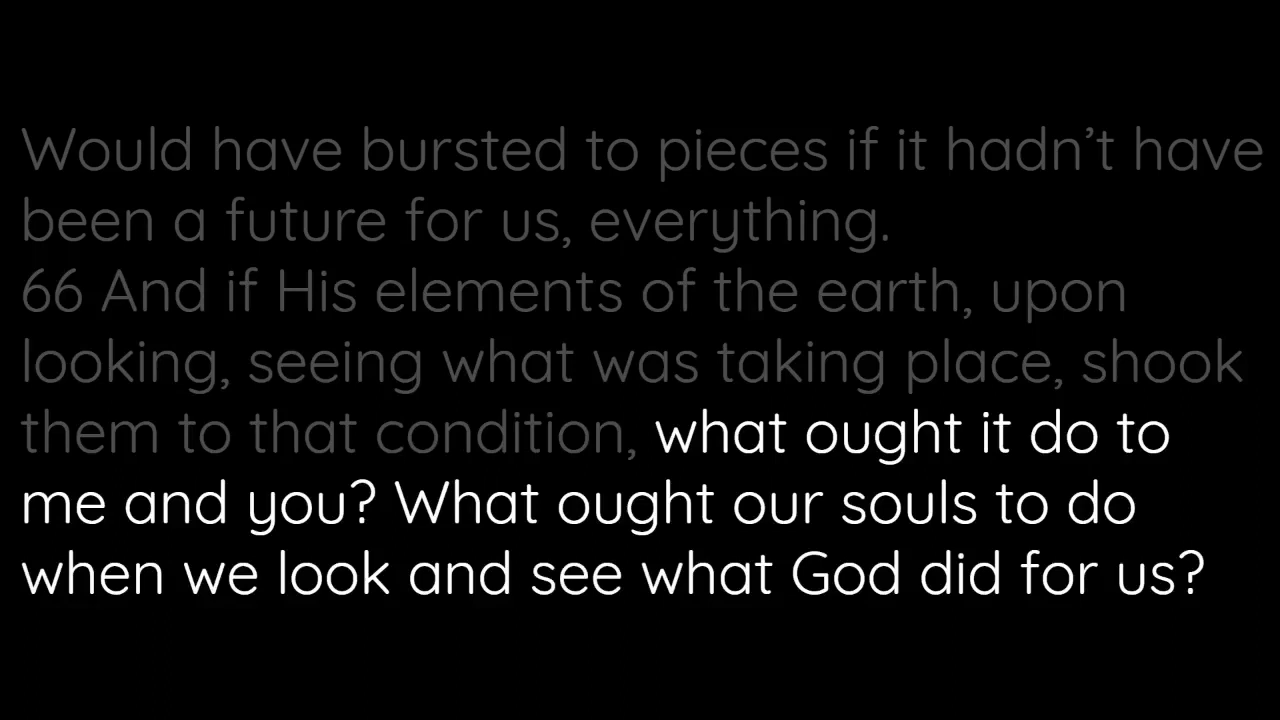 Would have bursted to pieces if it hadn’t have
been a future for us, everything.
66 And if His elements of the earth, upon
looking, seeing what was taking place, shook
them to that condition, what ought it do to
me and you? What ought our souls to do
when we look and see what God did for us?